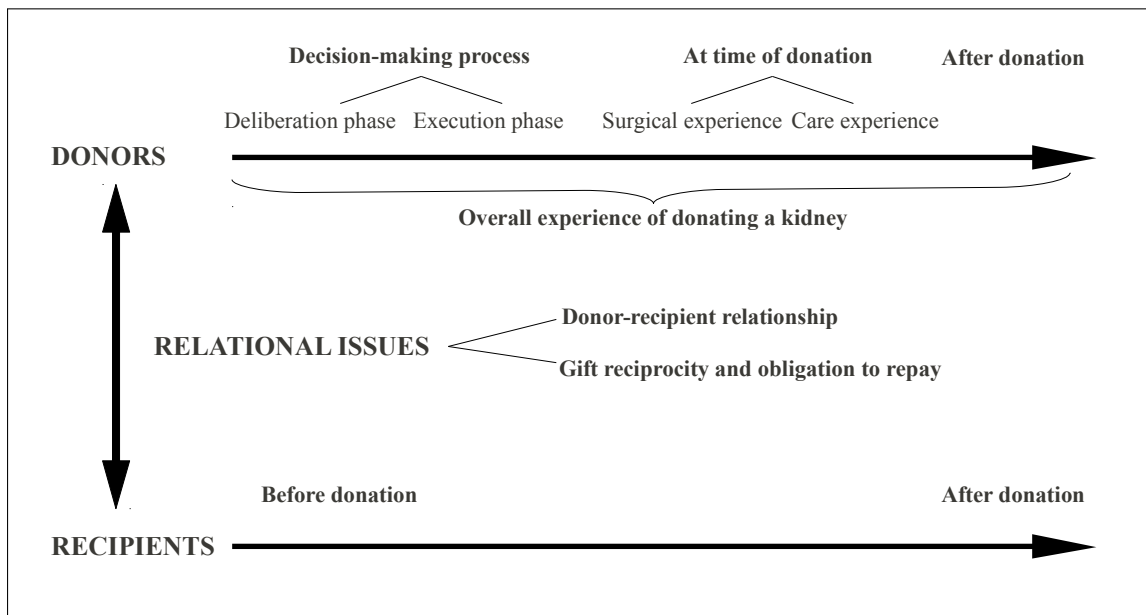 Decision-making process At time of donation After donation
Deliberation phase Execution phase Surgical experience Care experience
DONORS
Overall experience of donating a kidney
Donor-recipient relationship
RELATIONAL ISSUES
Gift reciprocity and obligation to repay
Before donation After donation
RECIPIENTS